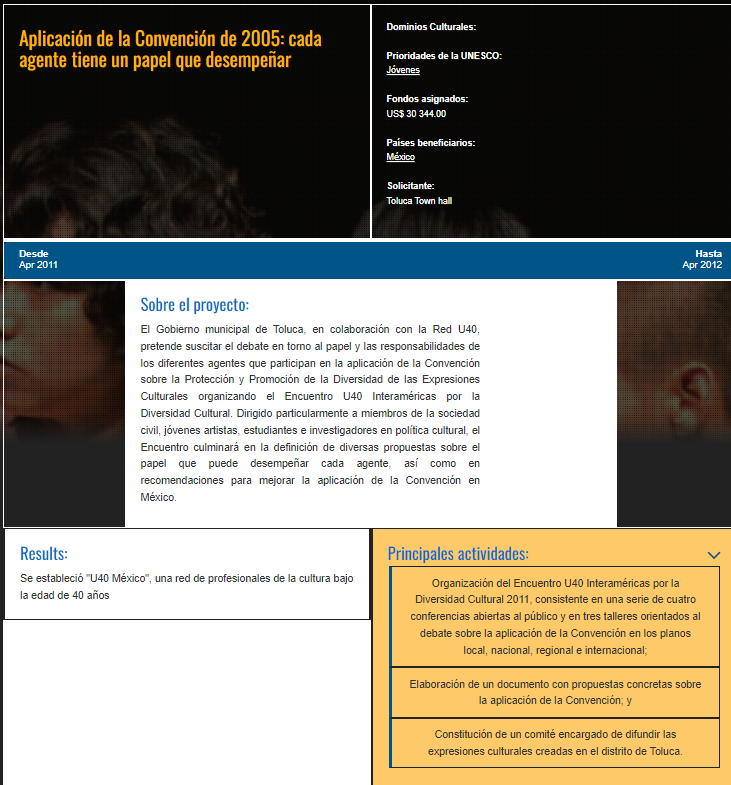 Aplicación de la Convención de 2005: cada
agente tiene un papel que desempeñar
Dominios Culturales:
Prioridades de la UNESCO:
Jóvenes
Fondos asignados:
US$ 30 344.00
Países beneficiarios:
México
Solicitante:
Toluca Town hall
Desde
Apr 2011
Hasta
Apr 2012
Sobre el proyecto:
El Gobierno municipal de Toluca, en colaboración con la Red U40,
pretende suscitar el debate en torno al papel y las responsabilidades de
los diferentes agentes que participan en la aplicación de la Convención
sobre la Protección y Promoción de la Diversidad de las Expresiones
Culturales organizando el Encuentro U40 Interaméricas por la
Diversidad Cultural. Dirigido particularmente a miembros de la sociedad
civil, jóvenes artistas, estudiantes e investigadores en política cultural, el
Encuentro culminará en la definición de diversas propuestas sobre el
papel que puede desempeñar cada agente, así como en
recomendaciones para mejorar la aplicación de la Convención en
México.
Results:
Se estableció "U40 México", una red de profesionales de la cultura bajo
la edad de 40 años
Principales actividades:
Organización del Encuentro U40 Interaméricas por la
Diversidad Cultural 2011, consistente en una serie de cuatro
conferencias abiertas al público y en tres talleres orientados al
debate sobre la aplicación de la Convención en los planos
local, nacional, regional e internacional;
Elaboración de un documento con propuestas concretas sobre
la aplicación de la Convención; y
Constitución de un comité encargado de difundir las
expresiones culturales creadas en el distrito de Toluca.